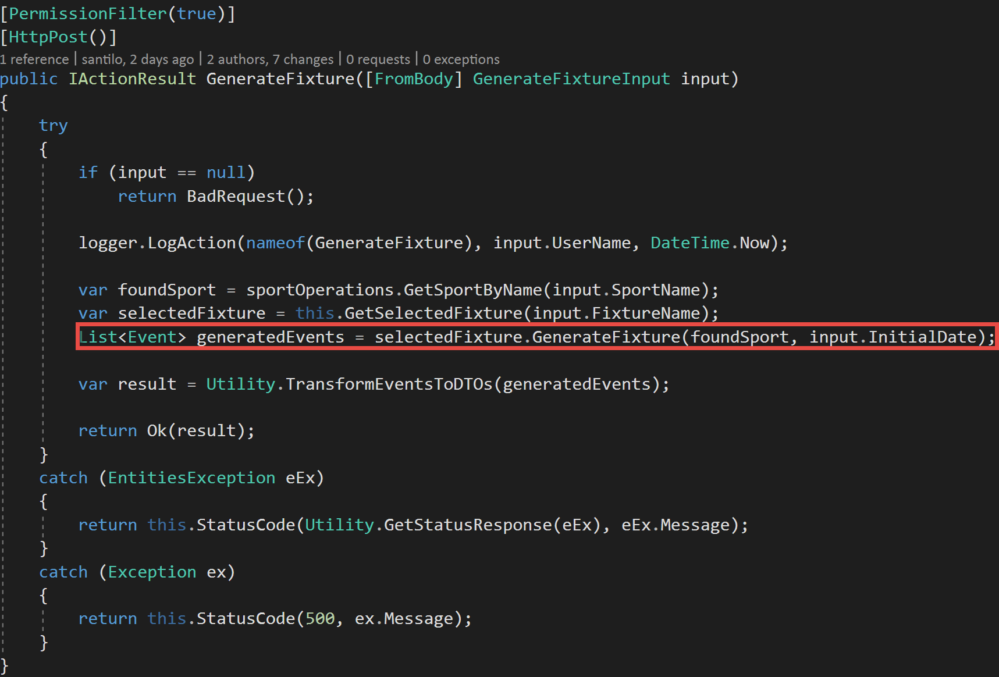 [PermissionFilter(true)]
[HttpPost()]
1 reference | santilo, 2 days ago | 2 authors, 7 changes | 0 requests | 0 exceptions
public IActionResult GenerateFixture([FromBody] GenerateFixtureInput input)
{
    try
    {
        if (input == null)
            return BadRequest();

        logger.LogAction(nameof(GenerateFixture), input.UserName, DateTime.Now);

        var foundSport = sportOperations.GetSportByName(input.SportName);
        var selectedFixture = this.GetSelectedFixture(input.FixtureName);
        List<Event> generatedEvents = selectedFixture.GenerateFixture(foundSport, input.InitialDate);

        var result = Utility.TransformEventsToDTOs(generatedEvents);

        return Ok(result);
    }
    catch (EntitiesException eEx)
    {
        return this.StatusCode(Utility.GetStatusResponse(eEx), eEx.Message);
    }
    catch (Exception ex)
    {
        return this.StatusCode(500, ex.Message);
    }
}